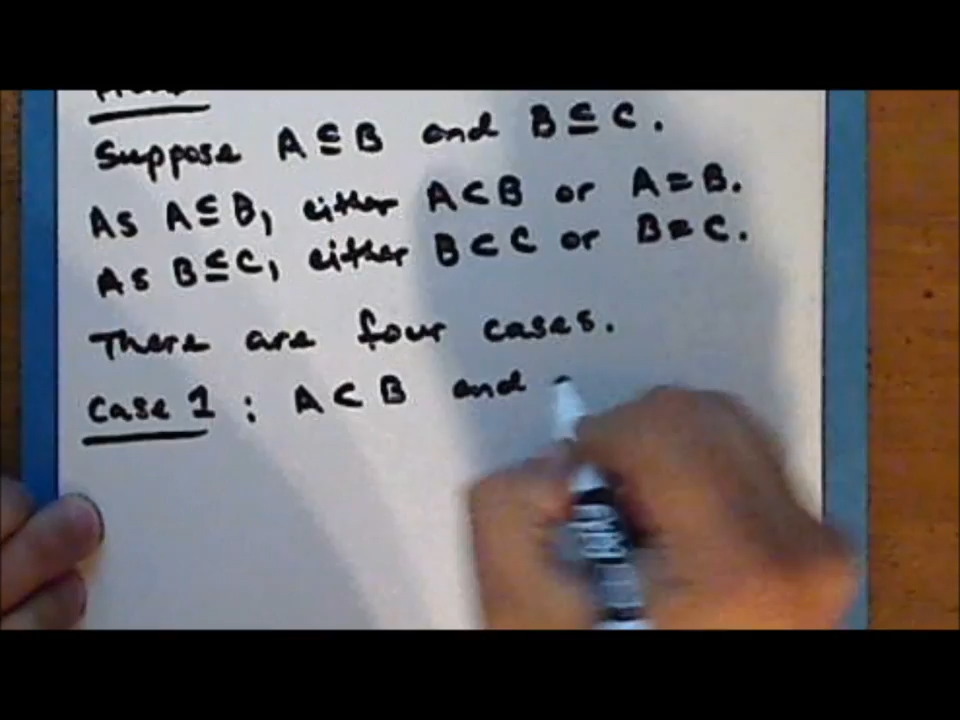 Suppose A ⊆ B and B ⊆ C.
As A ⊆ B, either A ⊂ B or A = B.
As B ⊆ C, either B ⊂ C or B = C.
There are four cases.
Case 1 : A ⊂ B and